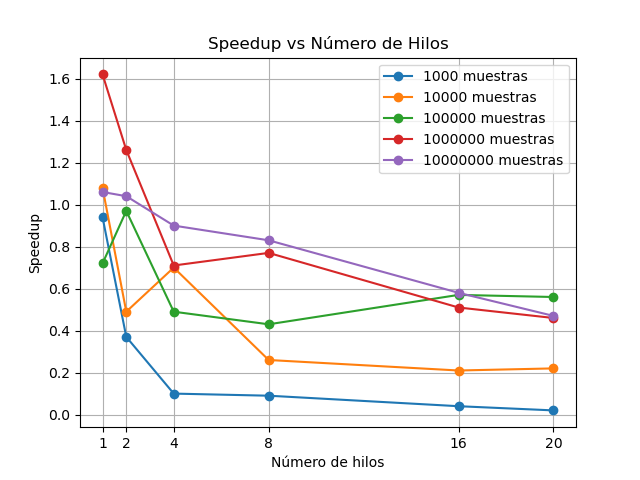 Speedup vs Número de Hilos
1000 muestras
10000 muestras
100000 muestras
1000000 muestras
10000000 muestras
Speedup
1.6
1.4
1.2
1.0
0.8
0.6
0.4
0.2
0.0
1 2 4 8 16 20
Número de hilos